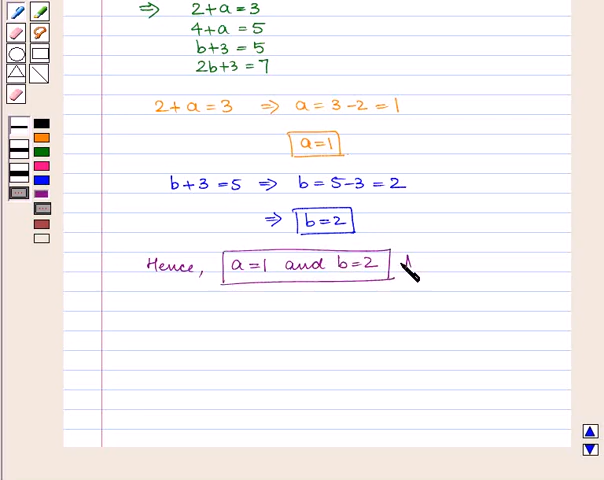 ⇒ 2+a=3
4+a=5
b+3=5
2b+3=7
2+a=3 ⇒ a=3-2=1
a=1
b+3=5 ⇒ b=5-3=2
⇒ b=2
Hence, a=1 and b=2